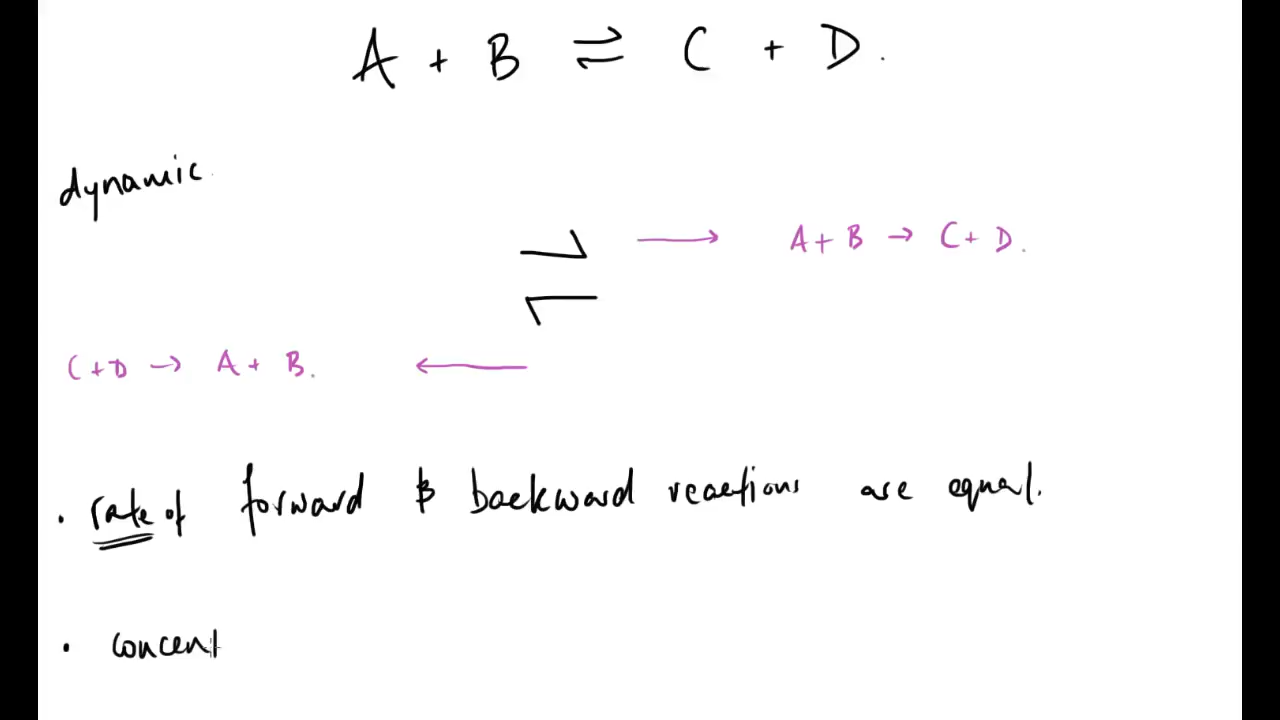 A + B ⇌ C + D.
dynamic
⇌ → A + B → C + D.
C + D → A + B. ←
· rate of forward & backward reactions are equal.
· concent